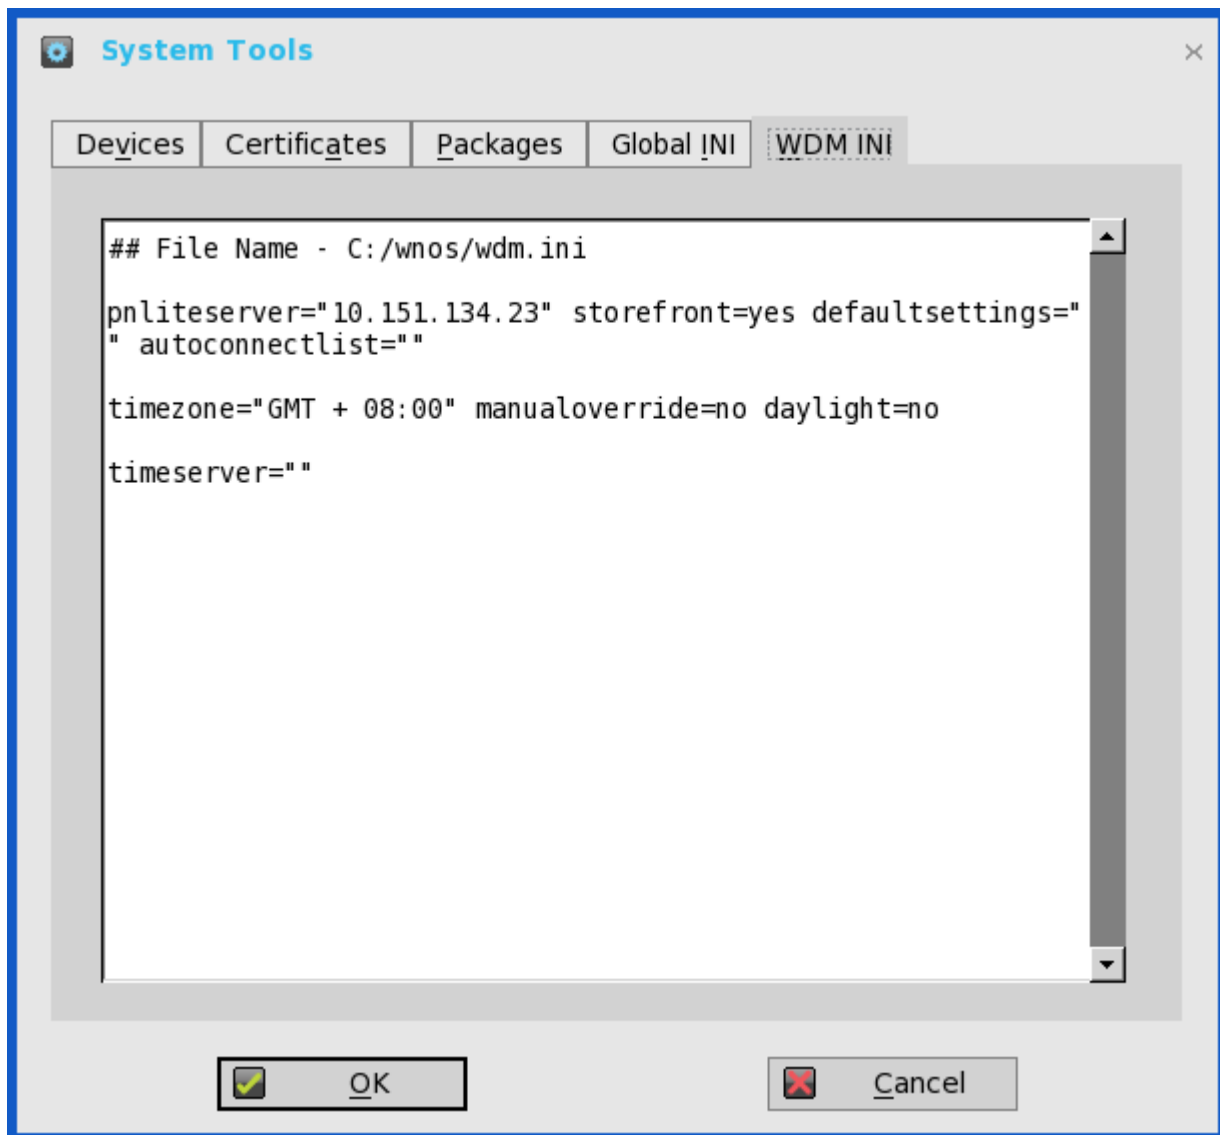 System Tools
Devices Certificates Packages Global INI WDM INI
## File Name - C:/wnos/wdm.ini
pnliteserver="10.151.134.23" storefront=yes defaultsettings="
" autoconnectlist=""
timezone="GMT + 08:00" manualoverride=no daylight=no
timeserver=""
OK Cancel